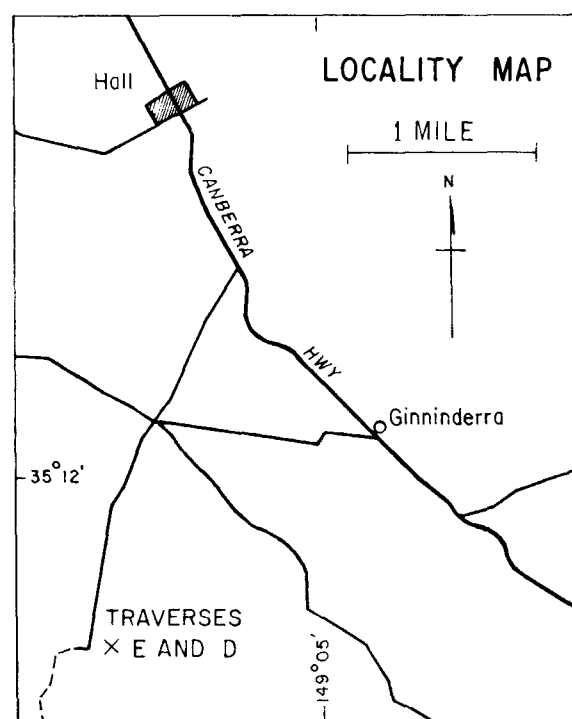 LOCALITY MAP
Hall
1 MILE
N
CANBERRA
HWY
Ginninderra
35°12'
TRAVERSES
× E AND D
149°05'